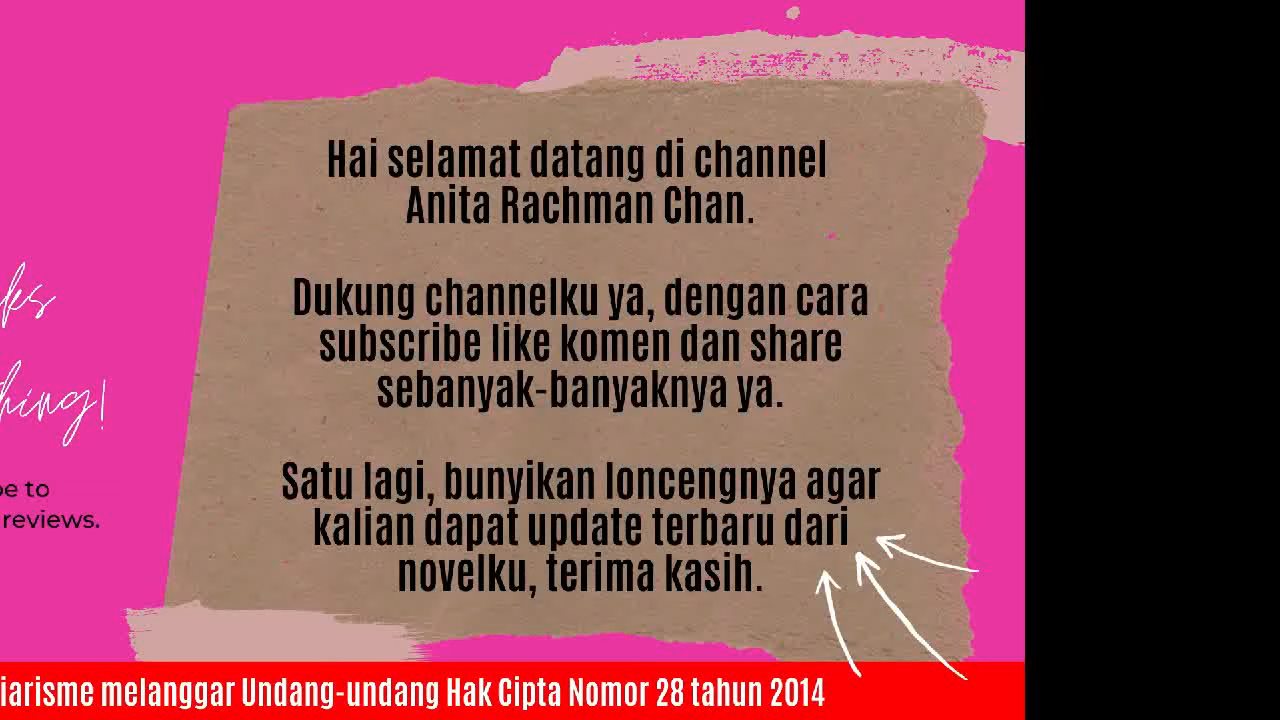 Hai selamat datang di channel
Anita Rachman Chan.
Dukung channelku ya, dengan cara
subscribe like komen dan share
sebanyak-banyaknya ya.
Satu lagi, bunyikan loncengnya agar
kalian dapat update terbaru dari
novelku, terima kasih.
to
reviews.
melanggar Undang-undang Hak Cipta Nomor 28 tahun 2014